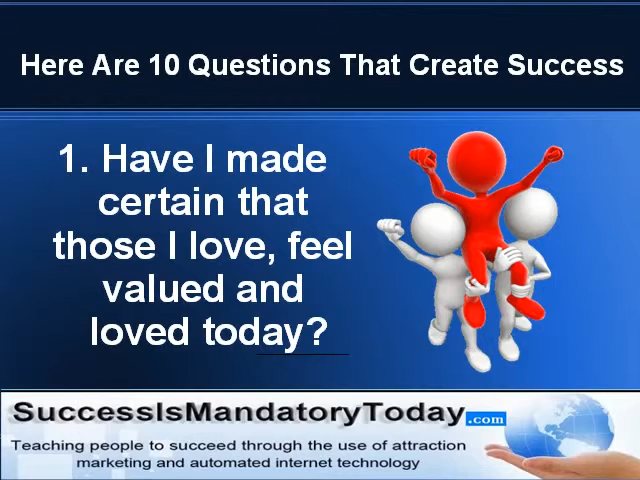 Here Are 10 Questions That Create Success
1. Have I made
certain that
those I love, feel
valued and
loved today?
SuccessIsMandatoryToday.com
Teaching people to succeed through the use of attraction
marketing and automated internet technology